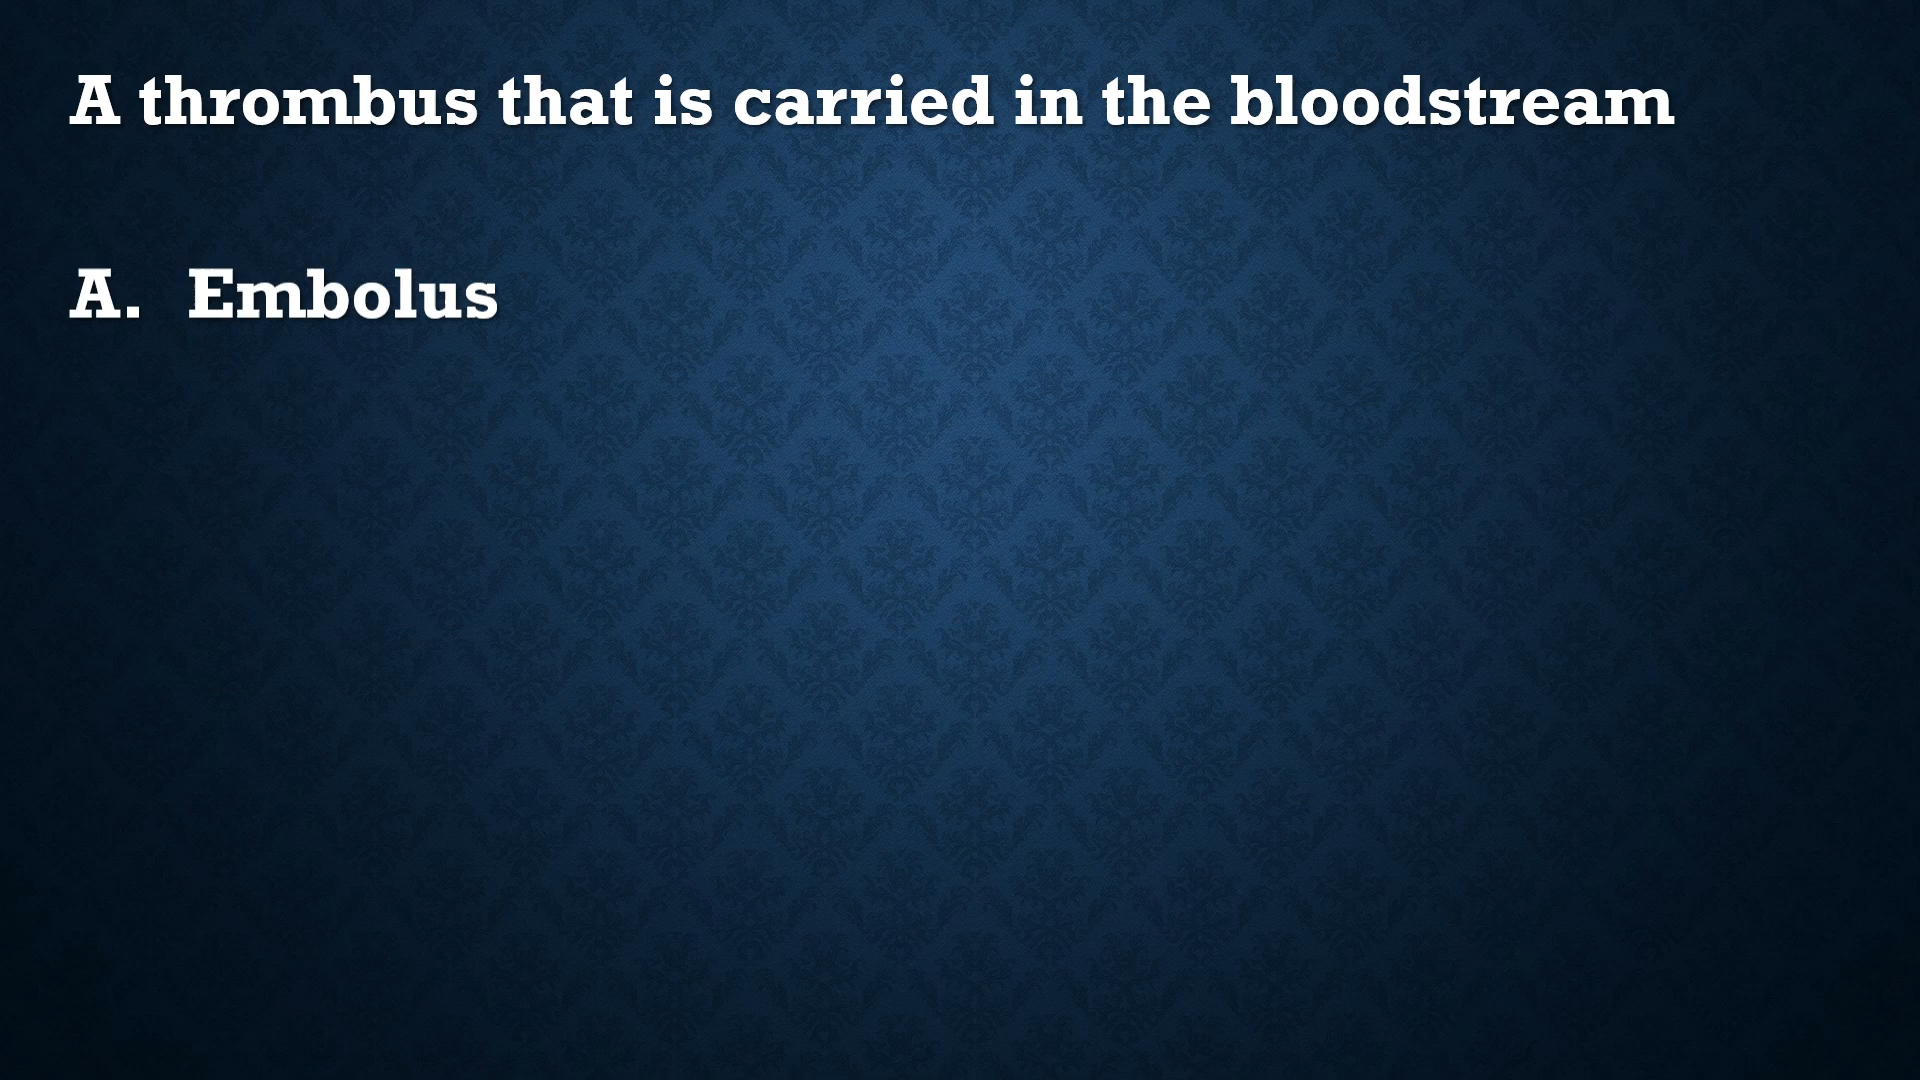 A thrombus that is carried in the bloodstream
A. Embolus